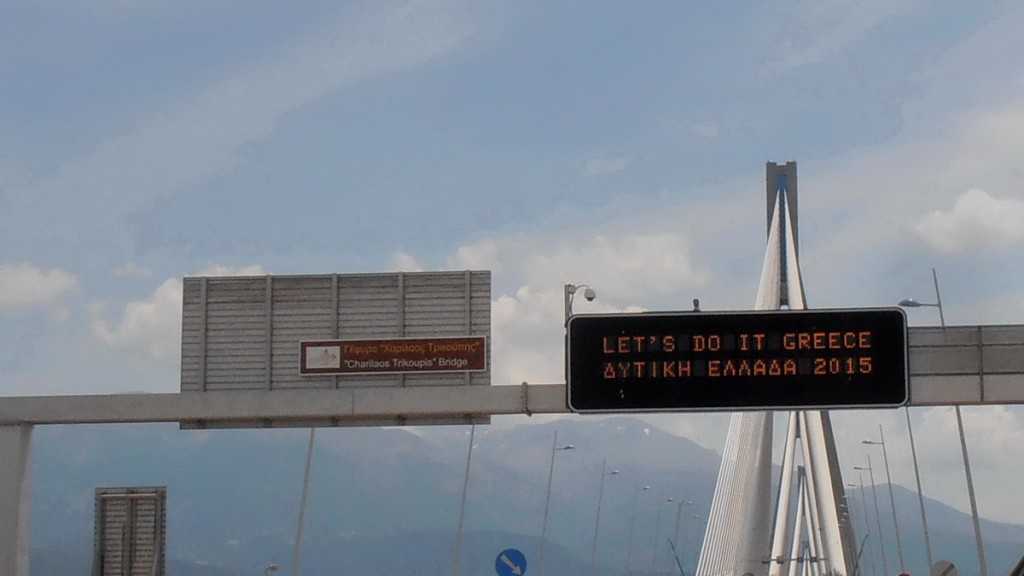 Γέφυρα "Χαρίλαος Τρικούπης"
"Charilaos Trikoupis" Bridge
LET'S DO IT GREECE
ΔΥΤΙΚΗ ΕΛΛΑΔΑ 2015